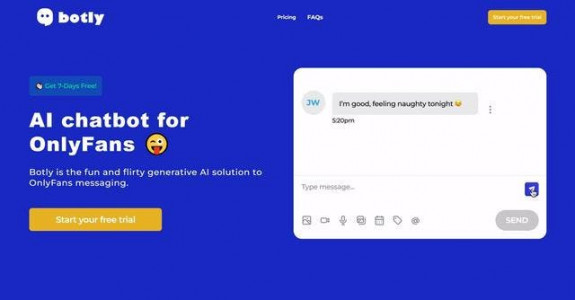 botly
Pricing
FAQs
Start your free trial
Get 7-Days Free!
AI chatbot for
OnlyFans
Botly is the fun and flirty generative AI solution to
OnlyFans messaging.
Start your free trial
JW
I'm good, feeling naughty tonight
5:20pm
Type message...
SEND